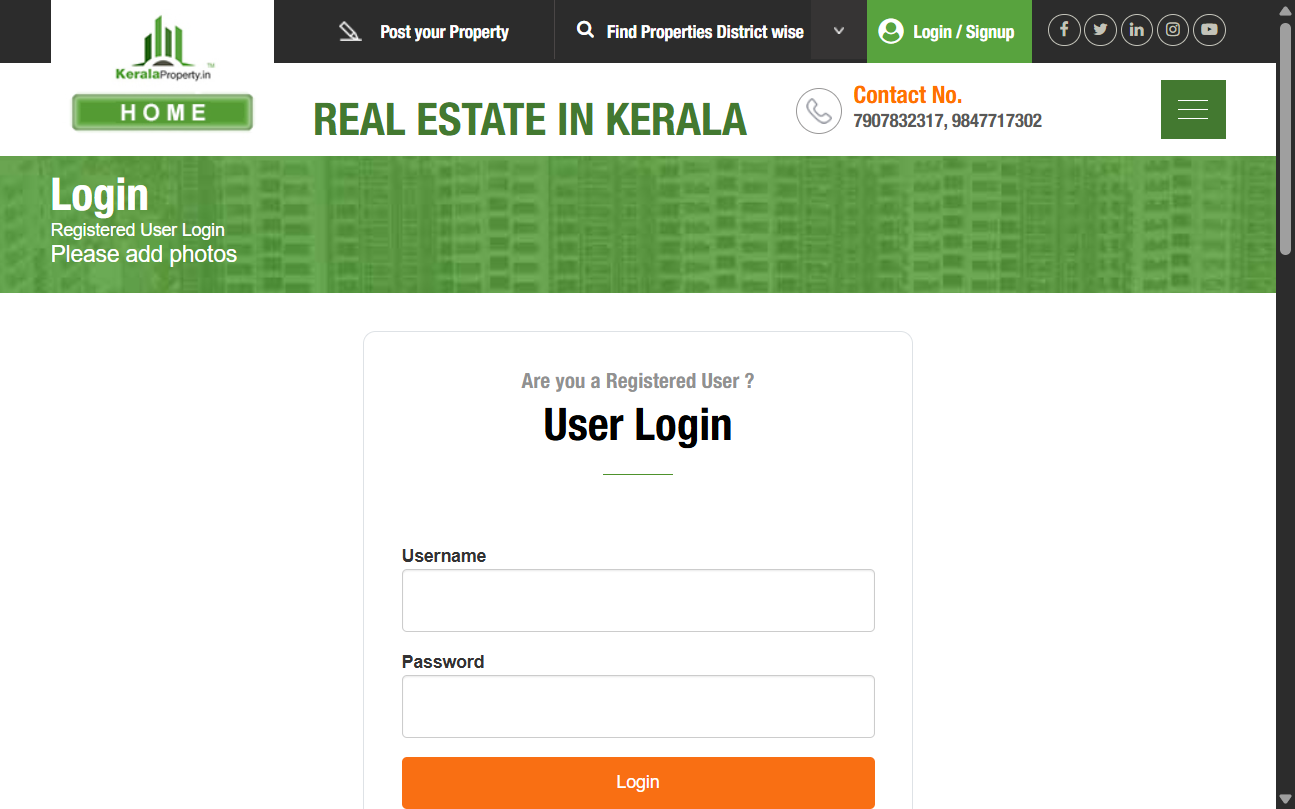 Post your Property
Find Properties District wise
Login / Signup
KeralaProperty.in
TM
HOME
REAL ESTATE IN KERALA
Contact No.
7907832317, 9847717302
Login
Registered User Login
Please add photos
Are you a Registered User ?
User Login
Username
Password
Login